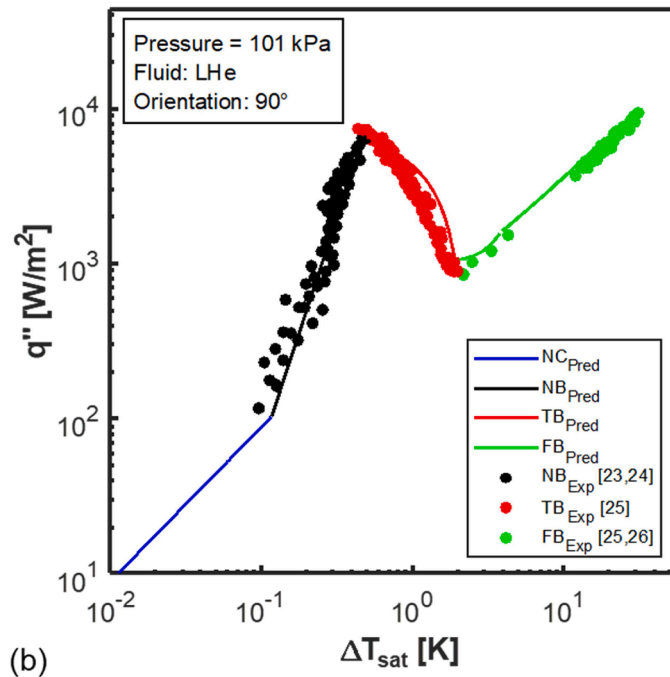 Pressure = 101 kPa
Fluid: LHe
Orientation: 90°
10^4
10^3
10^2
10^1
q" [W/m^2]
NC_Pred
NB_Pred
TB_Pred
FB_Pred
NB_Exp [23,24]
TB_Exp [25]
FB_Exp [25,26]
10^-2
10^-1
10^0
10^1
ΔT_sat [K]
(b)